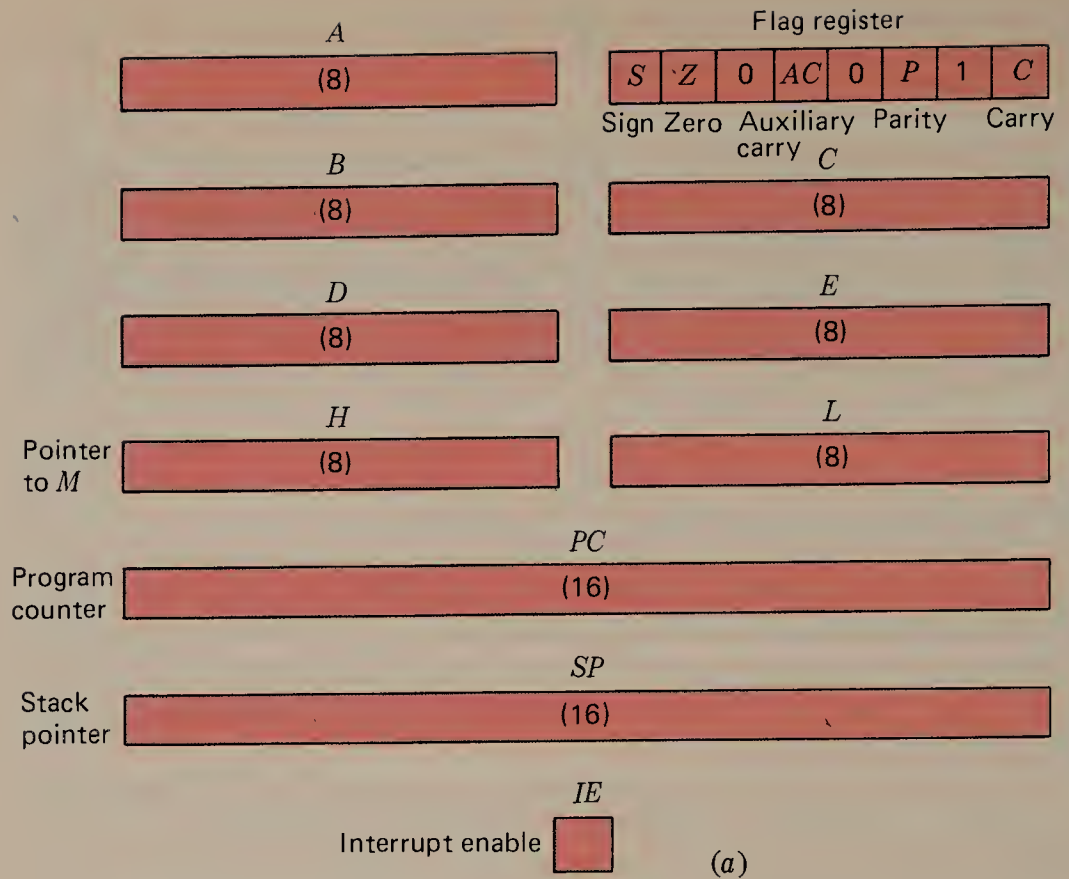 A
Flag register
(8)
S Z 0 AC 0 P 1 C
Sign Zero Auxiliary carry Parity Carry
B
C
(8)
(8)
D
E
(8)
(8)
H
L
Pointer to M
(8)
(8)
PC
Program counter
(16)
SP
Stack pointer
(16)
IE
Interrupt enable
(a)